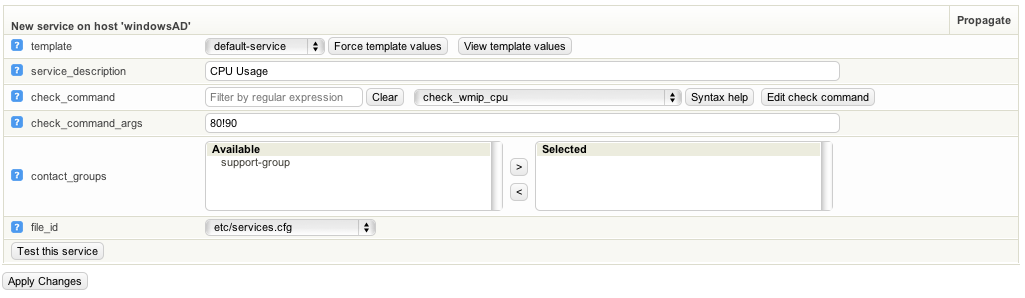 New service on host 'windowsAD' Propagate
? template default-service Force template values View template values
? service_description CPU Usage
? check_command Filter by regular expression Clear check_wmip_cpu Syntax help Edit check command
? check_command_args 80!90
Available Selected
support-group
>
? contact_groups
<
? file_id etc/services.cfg
Test this service
Apply Changes